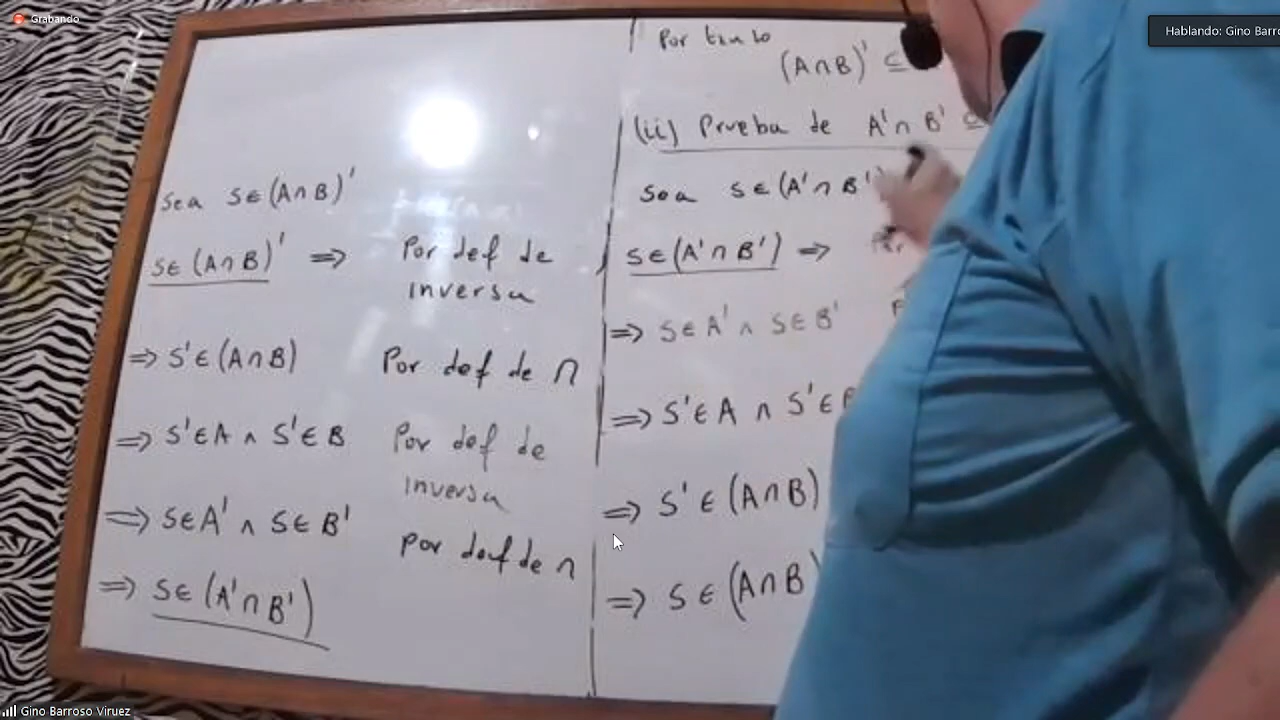 Grabando
Hablando: Gino Barro
Sea S∈(A∩B)'
S∈(A∩B)' ⇒ Por def de
inversa
⇒ S'∈(A∩B) Por def de ∩
⇒ S'∈A ∧ S'∈B Por def de
inversa
⇒ S∈A' ∧ S∈B' Por def de ∩
⇒ S∈(A'∩B')
Por tanto
(A∩B)' ⊆
(ii) Prueba de A'∩B' ⊆
Sea S∈(A'∩B')
S∈(A'∩B') ⇒
⇒ S∈A' ∧ S∈B'
⇒ S'∈A ∩ S'∈B
⇒ S'∈(A∩B)
⇒ S∈(A∩B)
Gino Barroso Viruez